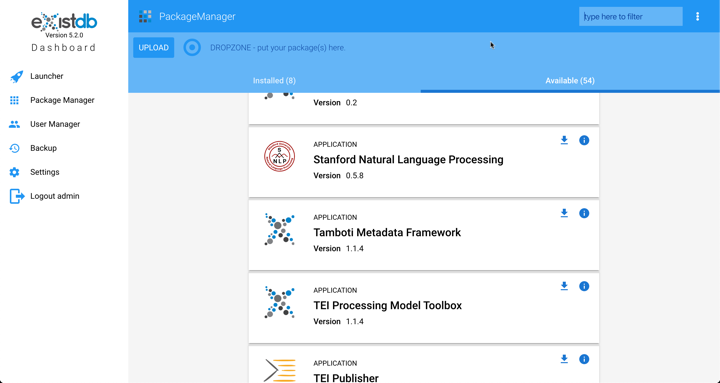 eXistdb
Version 5.2.0
Dashboard
Launcher
Package Manager
User Manager
Backup
Settings
Logout admin
PackageManager
type here to filter
UPLOAD
DROPZONE - put your package(s) here.
Installed (8)
Available (54)
Version 0.2
APPLICATION
Stanford Natural Language Processing
Version 0.5.8
S
NLP
APPLICATION
Tamboti Metadata Framework
Version 1.1.4
APPLICATION
TEI Processing Model Toolbox
Version 1.1.4
APPLICATION
TEI Publisher